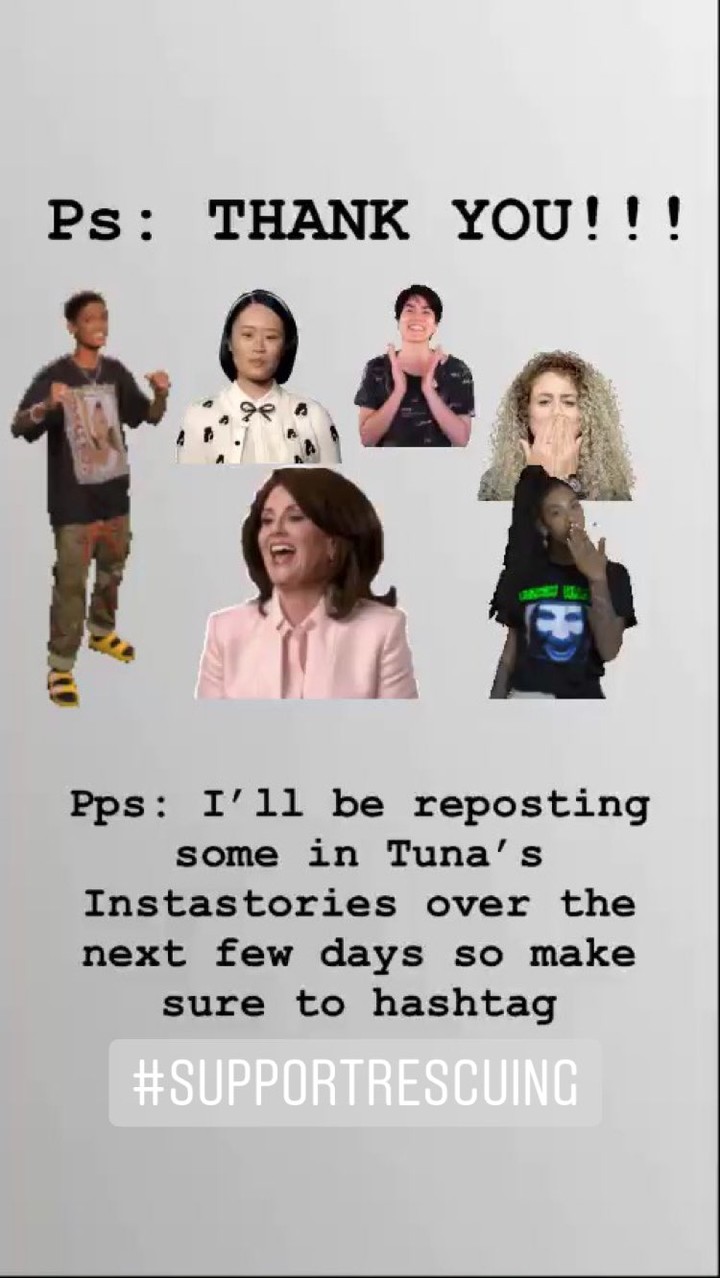 Ps: THANK YOU!!!
Pps: I'll be reposting
some in Tuna's
Instastories over the
next few days so make
sure to hashtag
#SUPPORTRESCUING